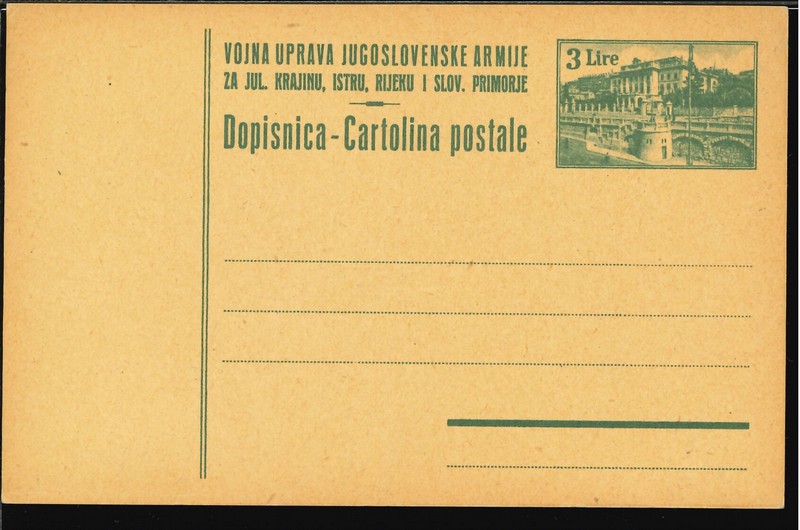 VOJNA UPRAVA JUGOSLOVENSKE ARMIJE
ZA JUL. KRAJINU, ISTRU, RIJEKU I SLOV. PRIMORJE
Dopisnica - Cartolina postale
3 Lire